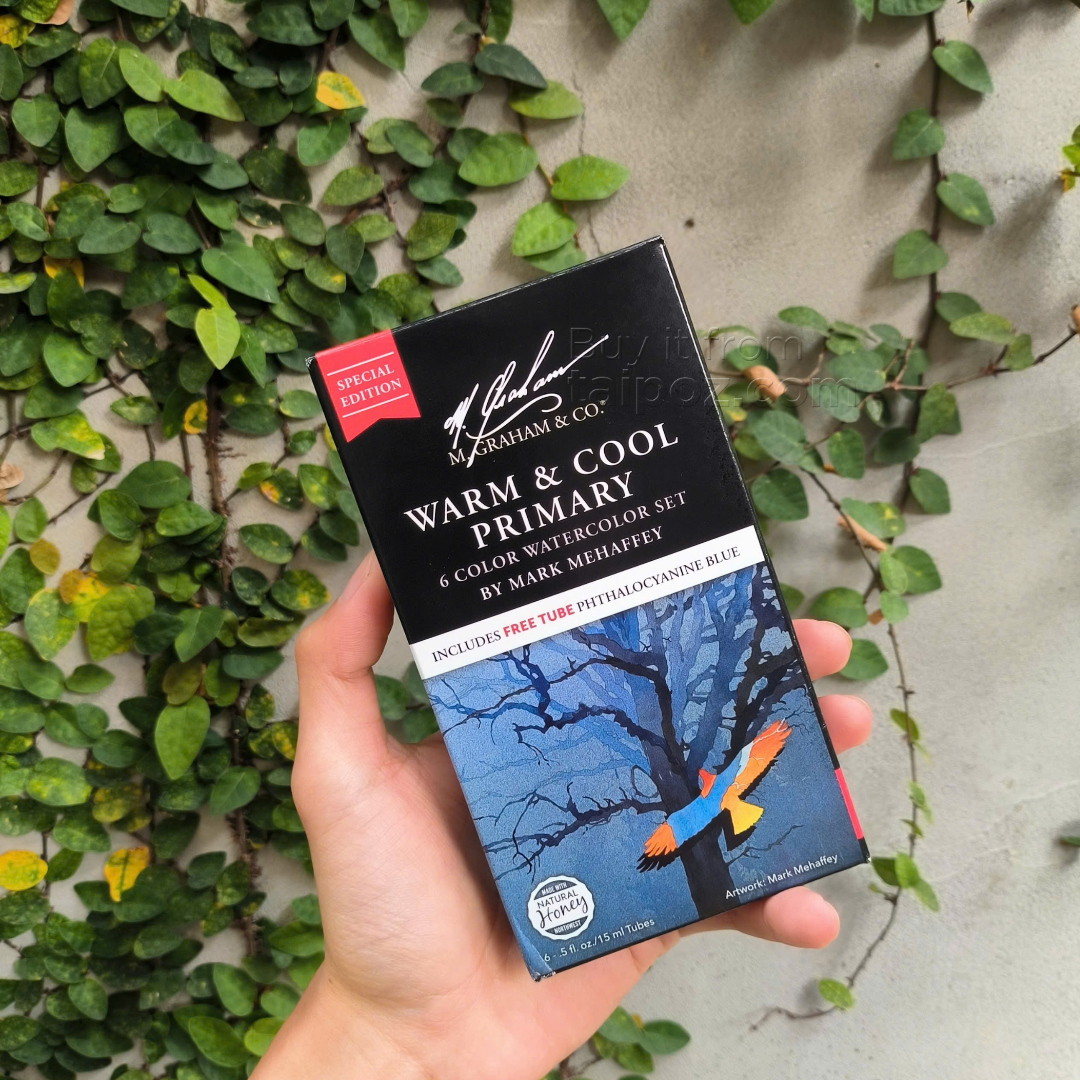 Buy it from
taipoz.com
SPECIAL
EDITION
M. Graham
M. GRAHAM & CO.™
WARM & COOL
PRIMARY
6 COLOR WATERCOLOR SET
BY MARK MEHAFFEY
INCLUDES FREE TUBE PHTHALOCYANINE BLUE
MADE WITH
NATURAL
Honey
NORTHWEST
6 - .5 fl. oz./15 ml Tubes
Artwork: Mark Mehaffey